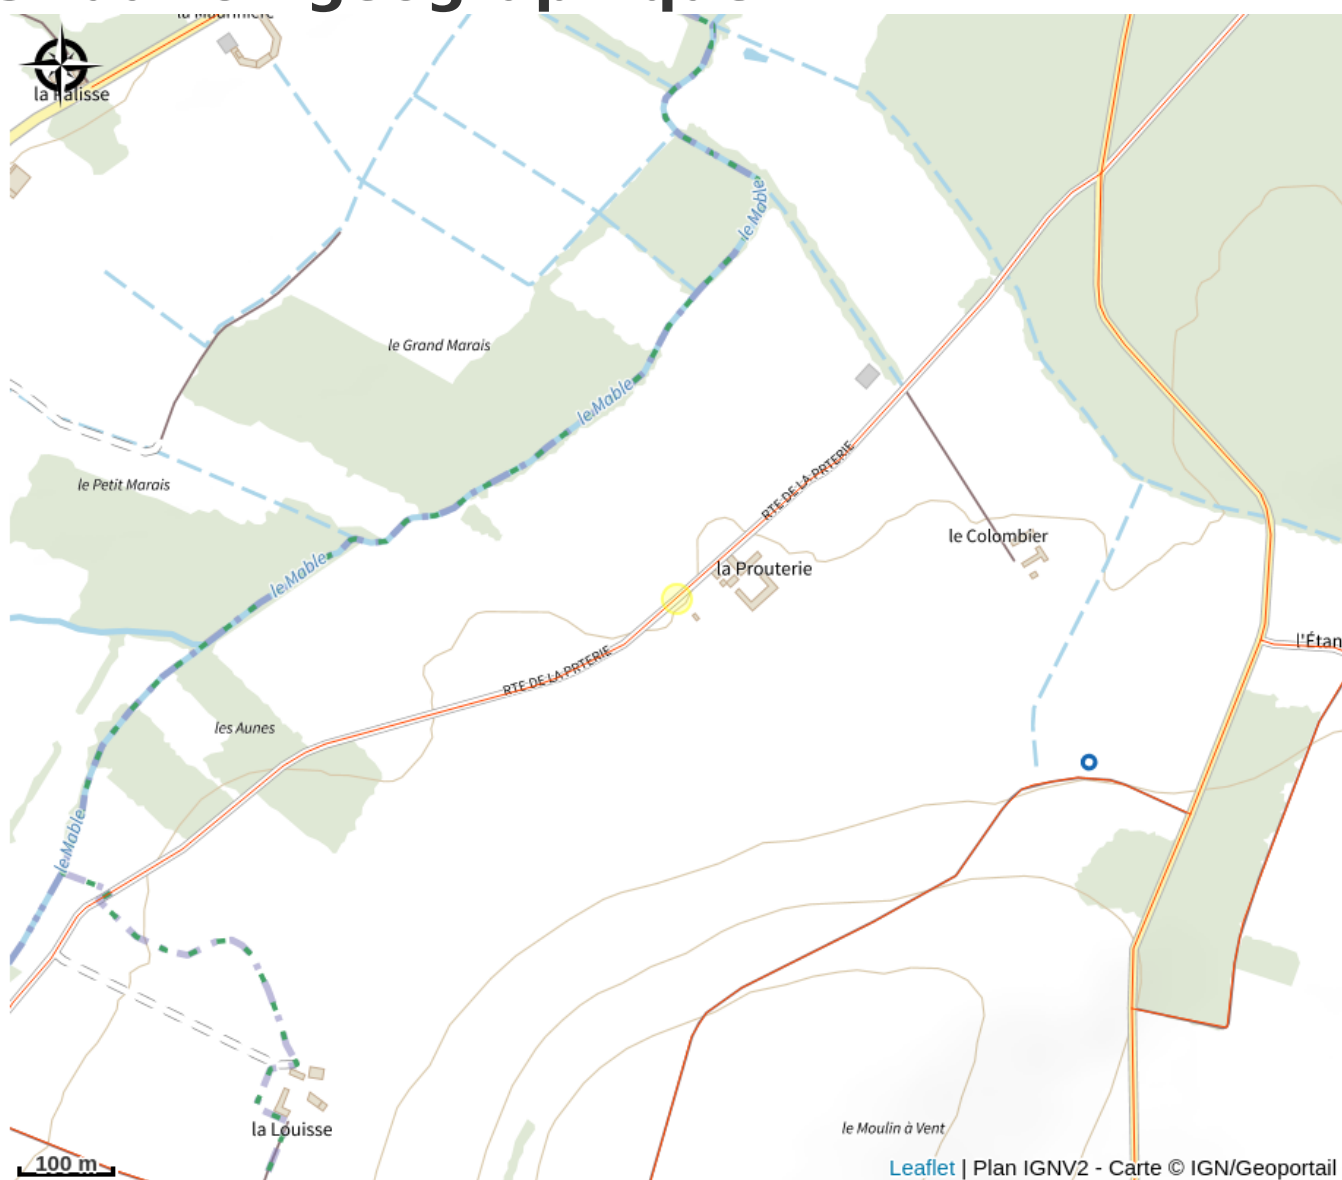 la Palisse
le Mable
le Grand Marais
le Mable
RTE DE LA PRTERIE
le Petit Marais
le Colombier
la Prouterie
le Mable
l'Étan
RTE DE LA PRTERIE
les Aunes
le Mable
la Louisse
le Moulin à Vent
100 m
Leaflet | Plan IGNV2 - Carte © IGN/Geoportail